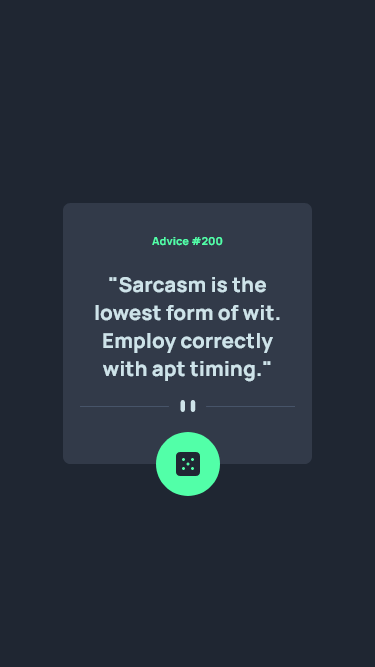 Advice #200
"Sarcasm is the
lowest form of wit.
Employ correctly
with apt timing."